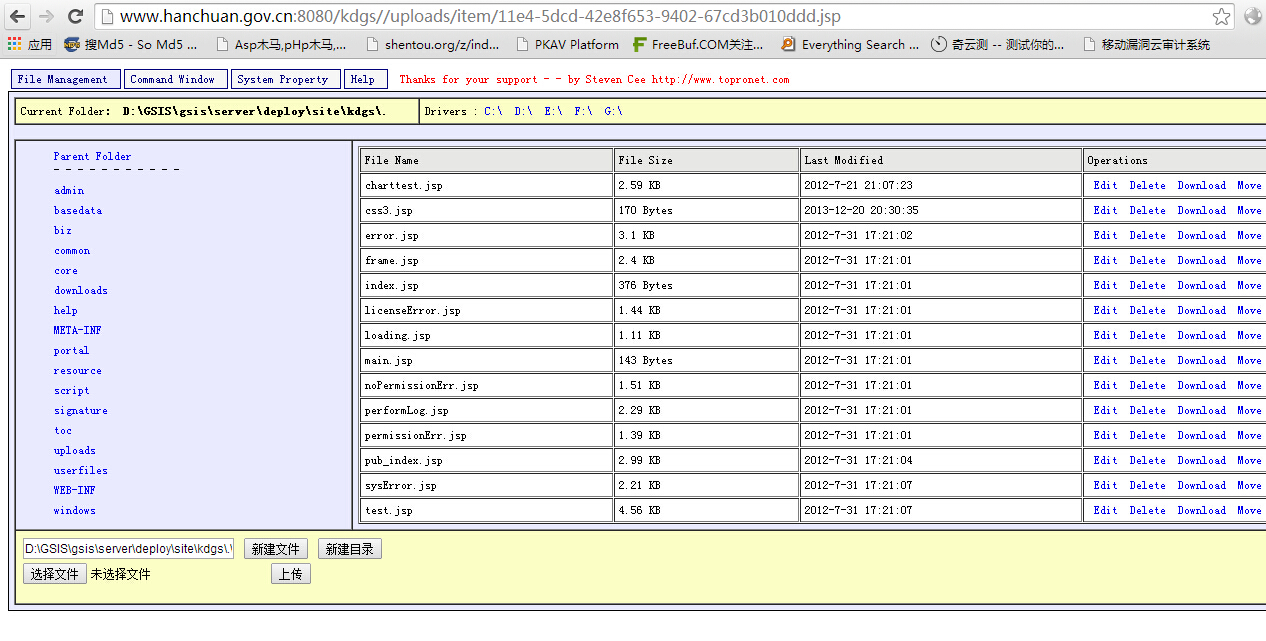 www.hanchuan.gov.cn:8080/kdgs//uploads/item/11e4-5dcd-42e8f653-9402-67cd3b010ddd.jsp
应用 搜Md5 - So Md5 ... Asp木马,pHp木马,... shentou.org/z/ind... PKAV Platform FreeBuf.COM关注... Everything Search ... 奇云测 -- 测试你的... 移动漏洞云审计系统
File Management Command Window System Property Help Thanks for your support - - by Steven Cee http://www.topronet.com
Current Folder: D:\GSIS\gsis\server\deploy\site\kdgs\. Drivers : C:\ D:\ E:\ F:\ G:\
Parent Folder
- - - - - - - - - - -
admin
basedata
biz
common
core
downloads
help
META-INF
portal
resource
script
signature
toc
uploads
userfiles
WEB-INF
windows
File Name File Size Last Modified Operations
charttest.jsp 2.59 KB 2012-7-21 21:07:23 Edit Delete Download Move
css3.jsp 170 Bytes 2013-12-20 20:30:35 Edit Delete Download Move
error.jsp 3.1 KB 2012-7-31 17:21:02 Edit Delete Download Move
frame.jsp 2.4 KB 2012-7-31 17:21:01 Edit Delete Download Move
index.jsp 376 Bytes 2012-7-31 17:21:01 Edit Delete Download Move
licenseError.jsp 1.44 KB 2012-7-31 17:21:01 Edit Delete Download Move
loading.jsp 1.11 KB 2012-7-31 17:21:01 Edit Delete Download Move
main.jsp 143 Bytes 2012-7-31 17:21:01 Edit Delete Download Move
noPermissionErr.jsp 1.51 KB 2012-7-31 17:21:01 Edit Delete Download Move
performLog.jsp 2.29 KB 2012-7-31 17:21:01 Edit Delete Download Move
permissionErr.jsp 1.39 KB 2012-7-31 17:21:01 Edit Delete Download Move
pub_index.jsp 2.99 KB 2012-7-31 17:21:04 Edit Delete Download Move
sysError.jsp 2.21 KB 2012-7-31 17:21:07 Edit Delete Download Move
test.jsp 4.56 KB 2012-7-31 17:21:07 Edit Delete Download Move
D:\GSIS\gsis\server\deploy\site\kdgs\.\ 新建文件 新建目录
选择文件 未选择文件 上传